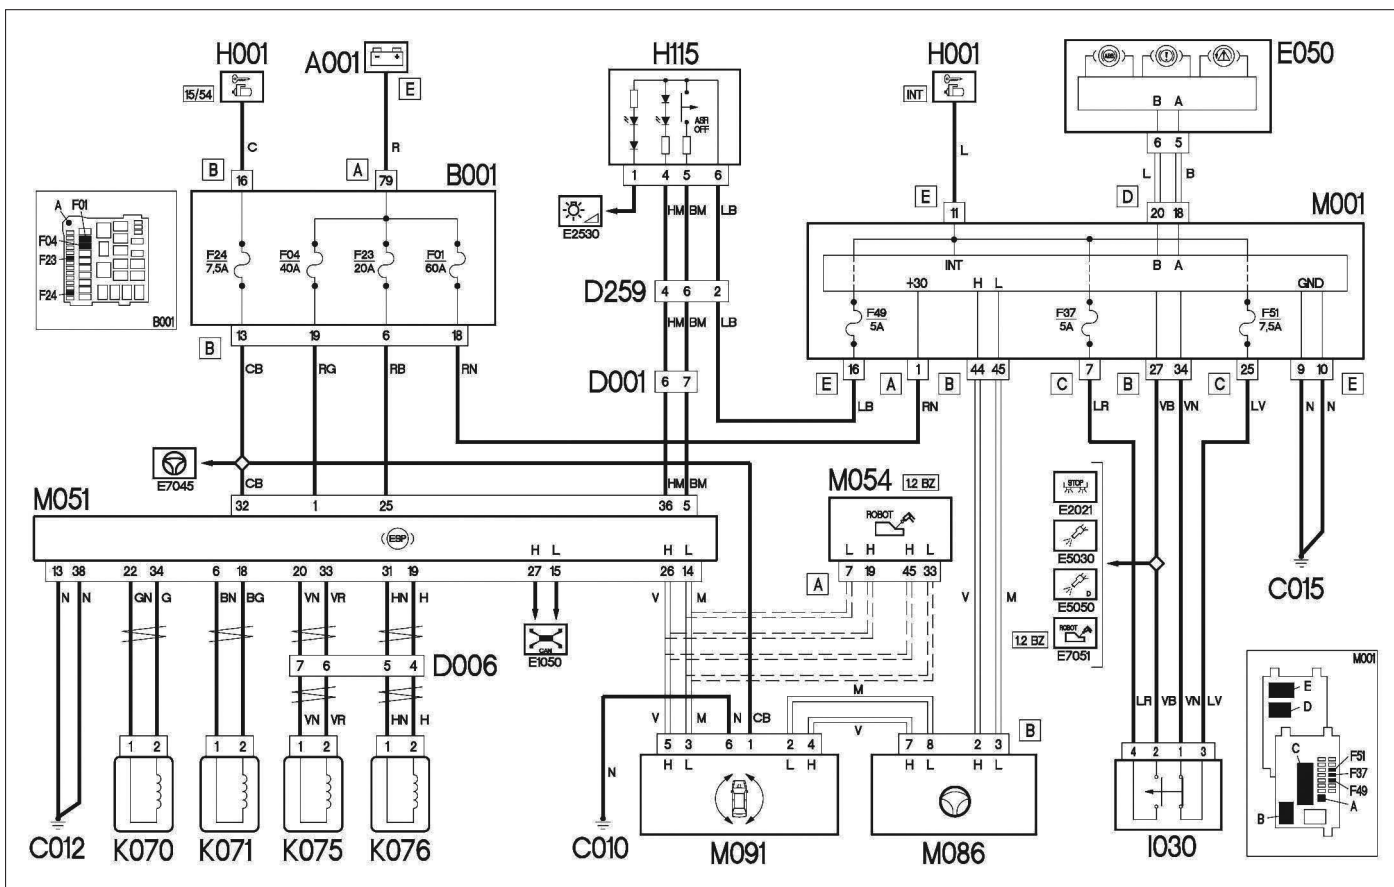 H001
A001
H115
H001
E050
15/54
E
INT
ABS
ASR
OFF
B A
6 5
C
R
L
L
B
B
16
A
79
B001
1 4 5 6
E
11
D
20 18
M001
A F01
F04
F23
F24
B001
F24
7,5A
F04
40A
F23
20A
F01
60A
E2530
HM BM LB
INT
B A
+30
H L
GND
D259
4 6 2
F49
5A
F37
5A
F51
7,5A
B
13 19 6 18
HM BM LB
CB RG RB RN
D001
6 7
E
16
A
1
B
44 45
C
7
B
27 34
C
25
9 10
E
LB RN LR VB VN LV N N
E7045
CB
HM BM
M054
1.2 BZ
STOP
E2021
M051
32 1 25 36 5
ROBOT
E5030
ESP
H L
H L
L H H L
C015
13 38 22 34 6 18 20 33 31 19 27 15 26 14
A
7 19 45 33
D
E5050
N N GN G BN BG VN VR HN H
V M
V M
ROBOT
1.2 BZ
E7051
CAN
E1050
7 6 5 4
D006
M001
E
D
VN VR HN H
M
V
V M N CB
LR VB VN LV
1 2 1 2 1 2 1 2
5 3 6 1 2 4
7 8 2 3
B
4 2 1 3
C
F51
F37
F49
A
B
N
H L L H
H L H L
C012
K070
K071
K075
K076
C010
M091
M086
I030